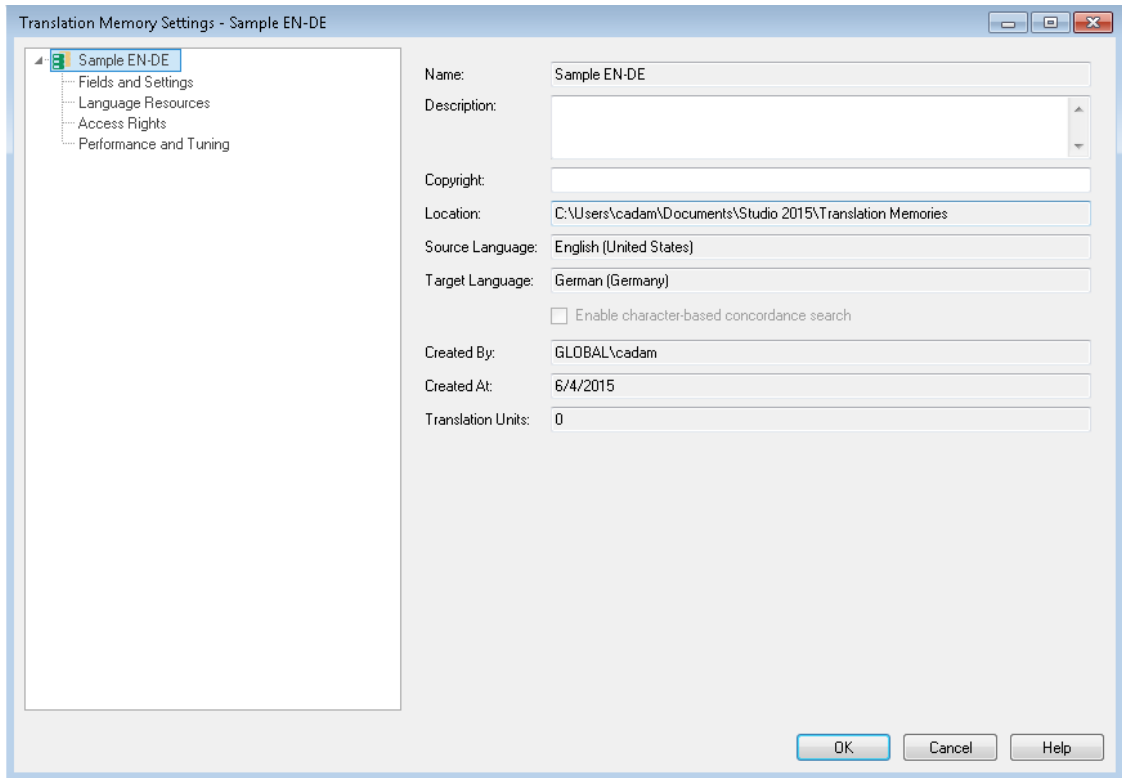 Translation Memory Settings - Sample EN-DE
Sample EN-DE
Fields and Settings
Language Resources
Access Rights
Performance and Tuning
Name: Sample EN-DE
Description:
Copyright:
Location: C:\Users\cadam\Documents\Studio 2015\Translation Memories
Source Language: English (United States)
Target Language: German (Germany)
Enable character-based concordance search
Created By: GLOBAL\cadam
Created At: 6/4/2015
Translation Units: 0
OK Cancel Help